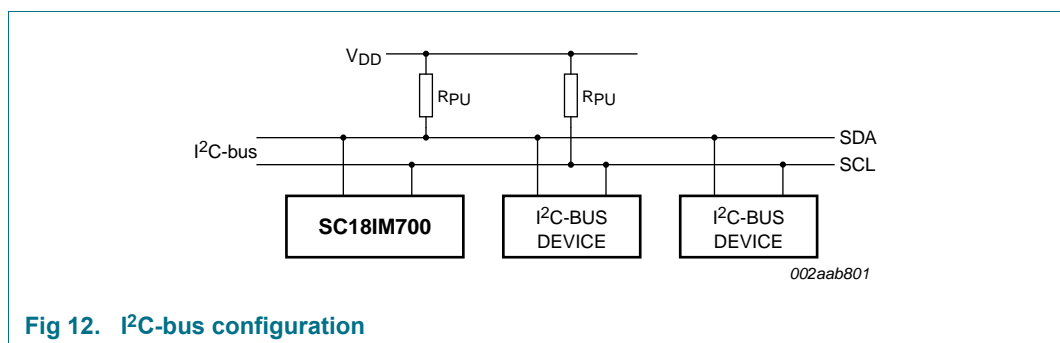 VDD
RPU RPU
SDA
I2C-bus
SCL
SC18IM700
I2C-BUS
DEVICE
I2C-BUS
DEVICE
002aab801
Fig 12. I2C-bus configuration